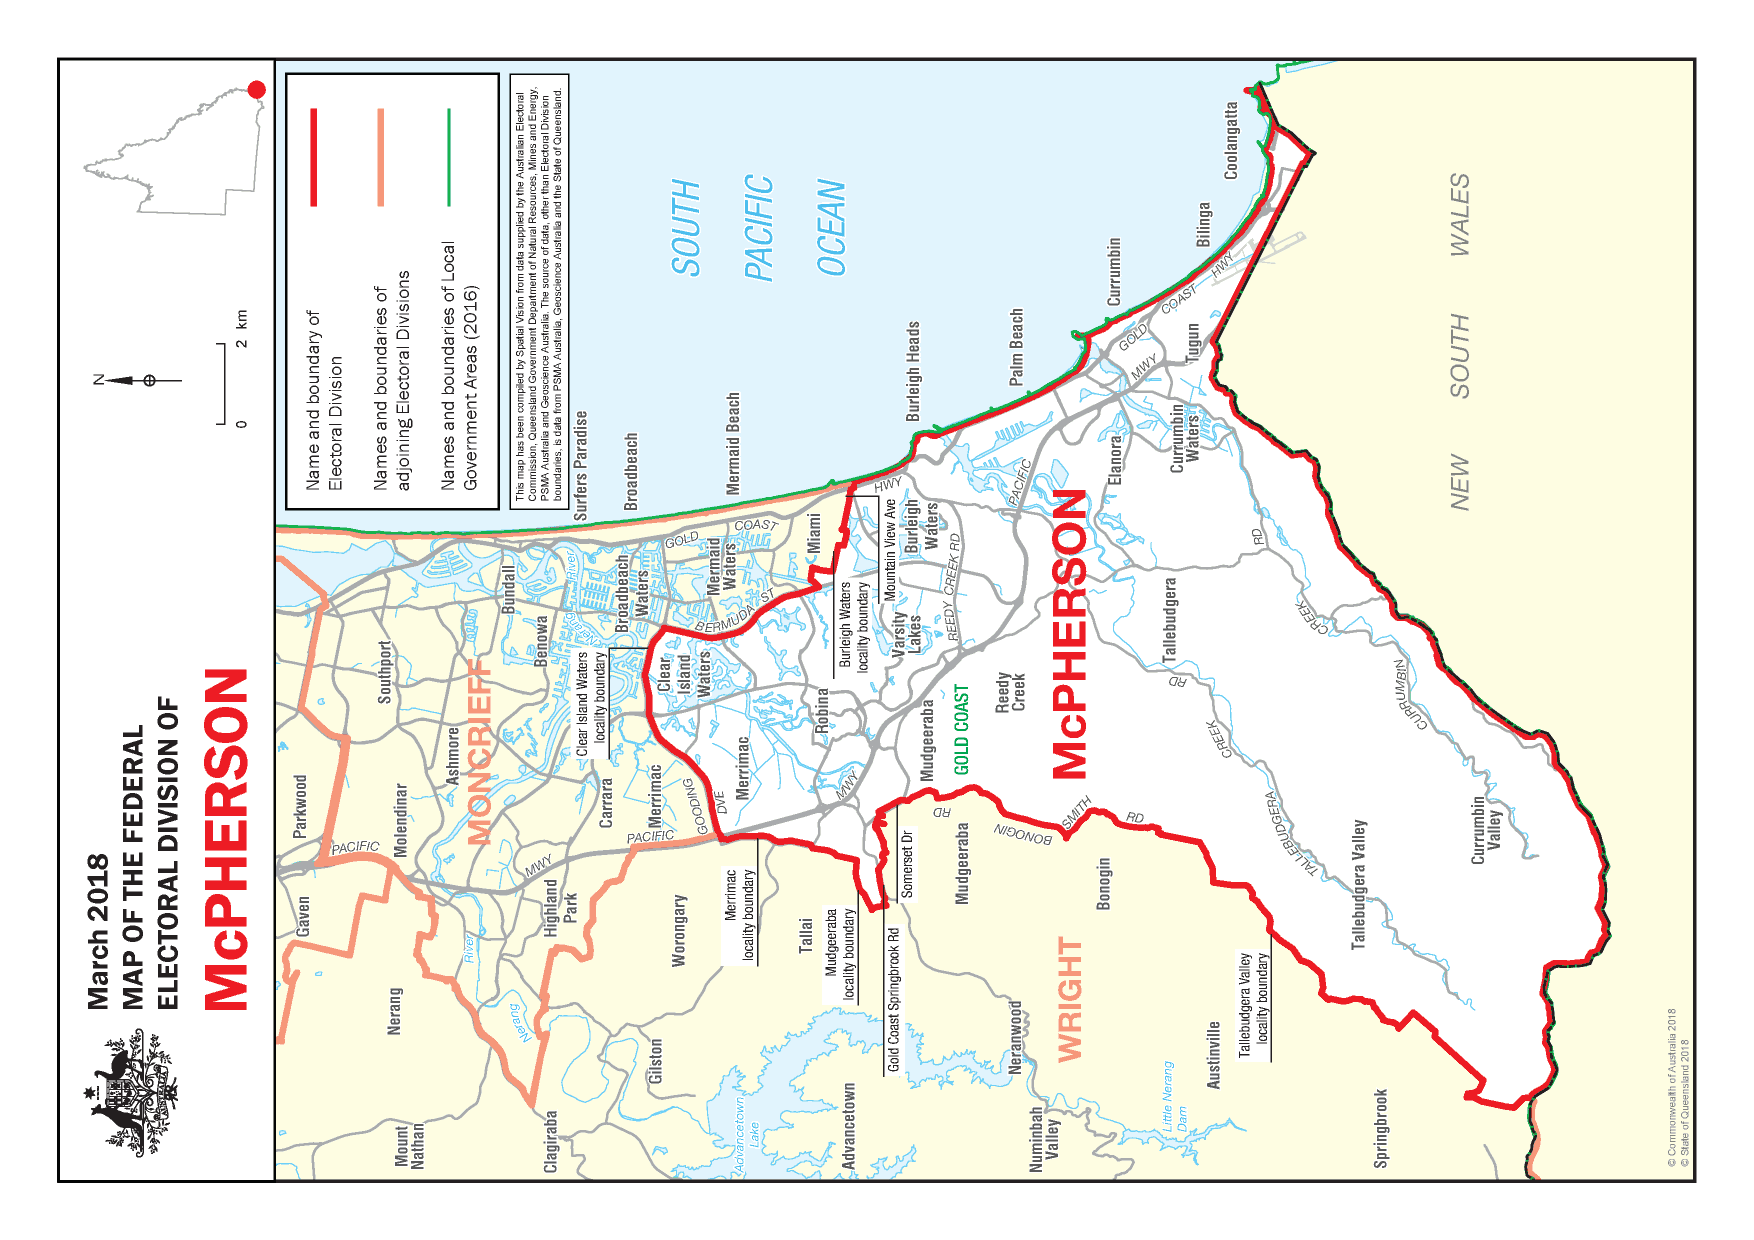 March 2018
MAP OF THE FEDERAL
ELECTORAL DIVISION OF
McPHERSON
N
0 2 km
Name and boundary of
Electoral Division
Names and boundaries of
adjoining Electoral Divisions
Names and boundaries of Local
Government Areas (2016)
This map has been compiled by Spatial Vision from data supplied by the Australian Electoral
Commission, Queensland Government Department of Natural Resources, Mines and Energy,
PSMA Australia and Geoscience Australia. The source of data, other than Electoral Division
boundaries, is data from PSMA Australia, Geoscience Australia and the State of Queensland.
SOUTH
PACIFIC
OCEAN
NEW SOUTH WALES
McPHERSON
MONCRIEFF
WRIGHT
GOLD COAST
Parkwood
Gaven
PACIFIC
MWY
Southport
Molendinar
Nerang
Mount
Nathan
Ashmore
River
Nerang
Bundall
Benowa
Highland
Park
Clagiraba
Surfers Paradise
Nerang
River
Clear Island Waters
locality boundary
Carrara
Broadbeach
Broadbeach
Waters
Merrimac
PACIFIC
Gilston
Worongary
GOLD
COAST
HWY
Clear
Island
Waters
GOODING
DVE
BERMUDA ST
Mermaid Beach
Mermaid
Waters
Merrimac
Merrimac
locality boundary
Advancetown
Lake
Miami
Robina
Tallai
Burleigh Waters
locality boundary
Mudgeeraba
locality boundary
MWY
Advancetown
Mountain View Ave
Varsity
Lakes
Somerset Dr
Gold Coast Springbrook Rd
Burleigh Heads
Burleigh
Waters
Mudgeeraba
REEDY CREEK RD
RD
Mudgeeraba
BONOGIN
SMITH
RD
Palm Beach
PACIFIC
Reedy
Creek
Neranwood
Numinbah
Valley
Elanora
Bonogin
Currumbin
GOLD
COAST
HWY
MWY
Tugun
Currumbin
Waters
Tallebudgera
RD
CREEK
TALLEBUDGERA
Little Nerang
Dam
Bilinga
Coolangatta
Austinville
Tallebudgera Valley
locality boundary
RD
CREEK
CURRUMBIN
CREEK
Tallebudgera Valley
Springbrook
Currumbin
Valley
© Commonwealth of Australia 2018
© State of Queensland 2018